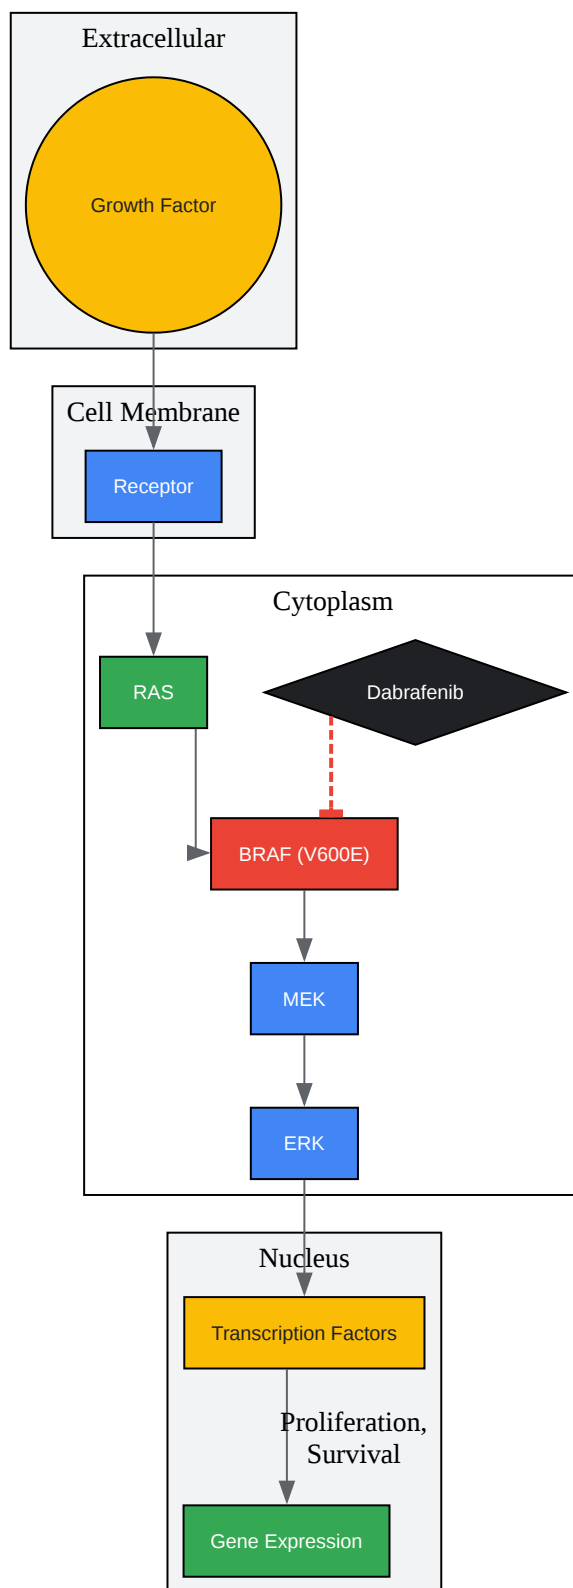 Extracellular
Growth Factor
Cell Membrane
Receptor
Cytoplasm
RAS
Dabrafenib
BRAF (V600E)
MEK
ERK
Nucleus
Transcription Factors
Proliferation,
Survival
Gene Expression